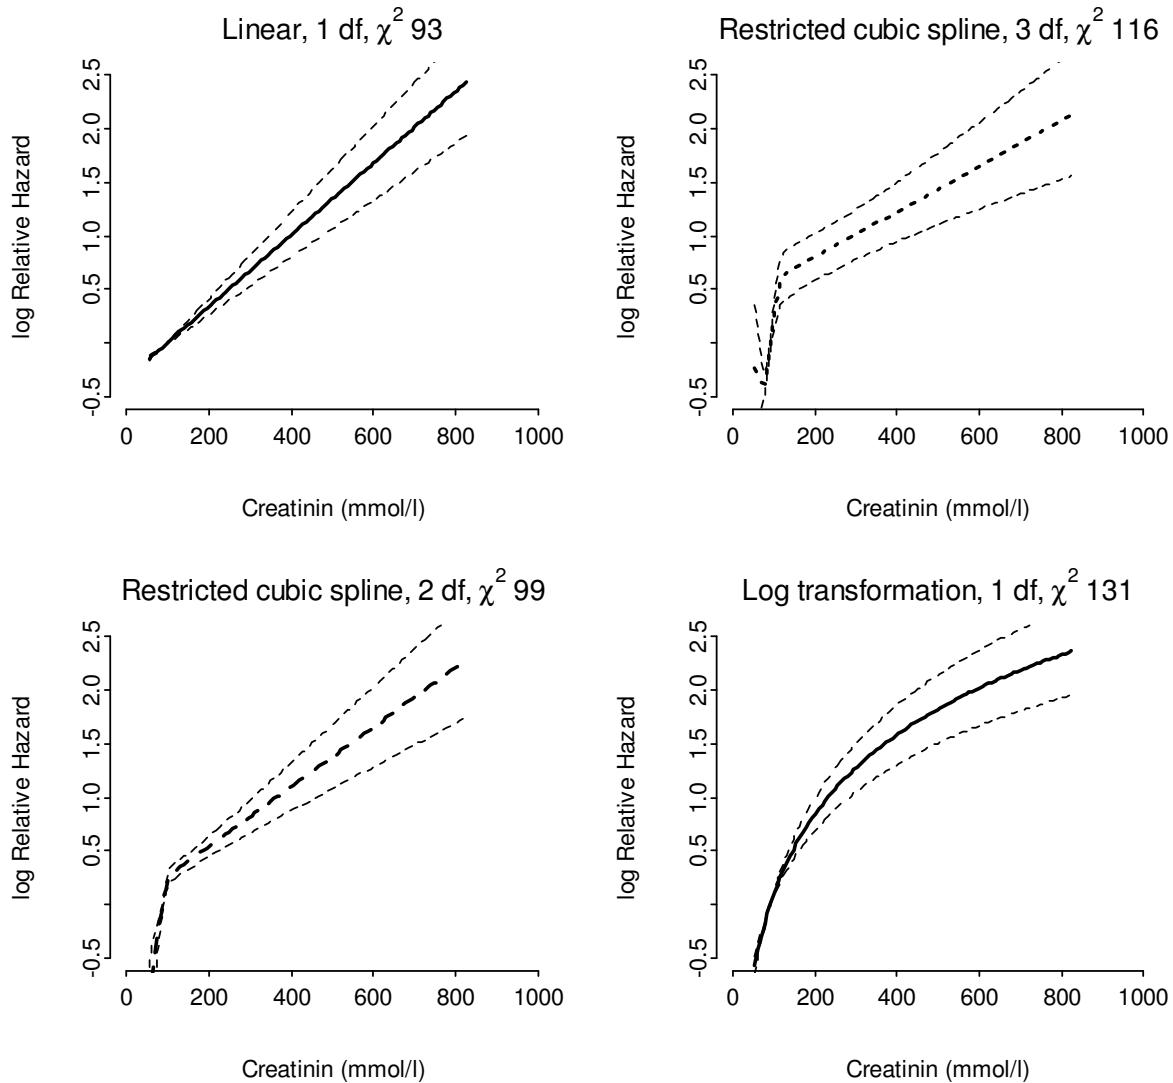 Linear, 1 df, χ² 93
log Relative Hazard
2.5
2.0
1.5
1.0
0.5
-0.5
0 200 400 600 800 1000
Creatinin (mmol/l)
Restricted cubic spline, 3 df, χ² 116
log Relative Hazard
2.5
2.0
1.5
1.0
0.5
-0.5
0 200 400 600 800 1000
Creatinin (mmol/l)
Restricted cubic spline, 2 df, χ² 99
log Relative Hazard
2.5
2.0
1.5
1.0
0.5
-0.5
0 200 400 600 800 1000
Creatinin (mmol/l)
Log transformation, 1 df, χ² 131
log Relative Hazard
2.5
2.0
1.5
1.0
0.5
-0.5
0 200 400 600 800 1000
Creatinin (mmol/l)